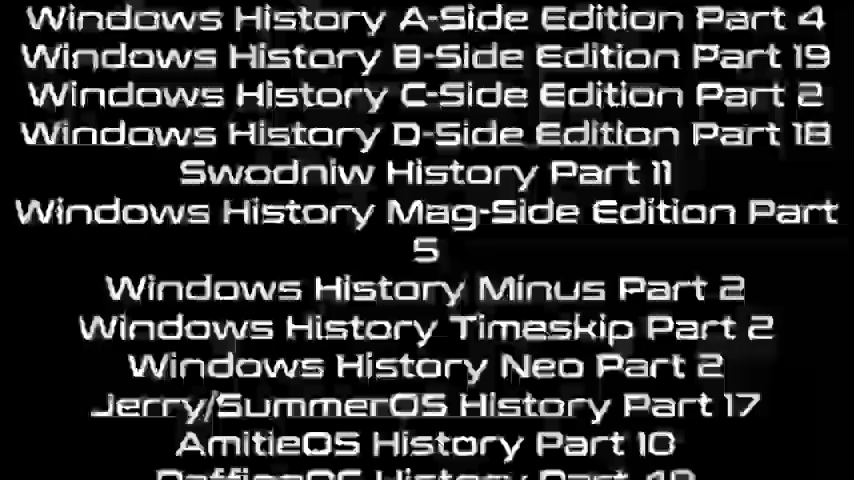 Windows History A-Side Edition Part 4
Windows History B-Side Edition Part 19
Windows History C-Side Edition Part 2
Windows History D-Side Edition Part 18
Swodniw History Part 11
Windows History Mag-Side Edition Part
5
Windows History Minus Part 2
Windows History Timeskip Part 2
Windows History Neo Part 2
Jerry/SummerOS History Part 17
AmitieOS History Part 10
History Part